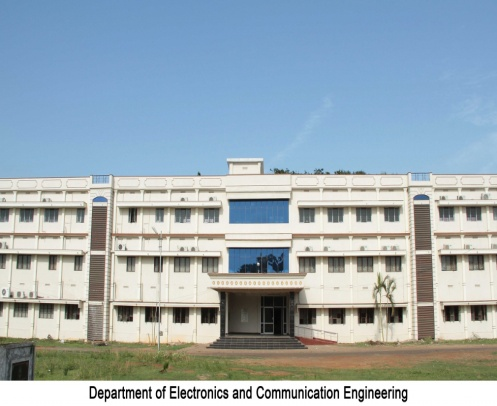 Department of Electronics and Communication Engineering